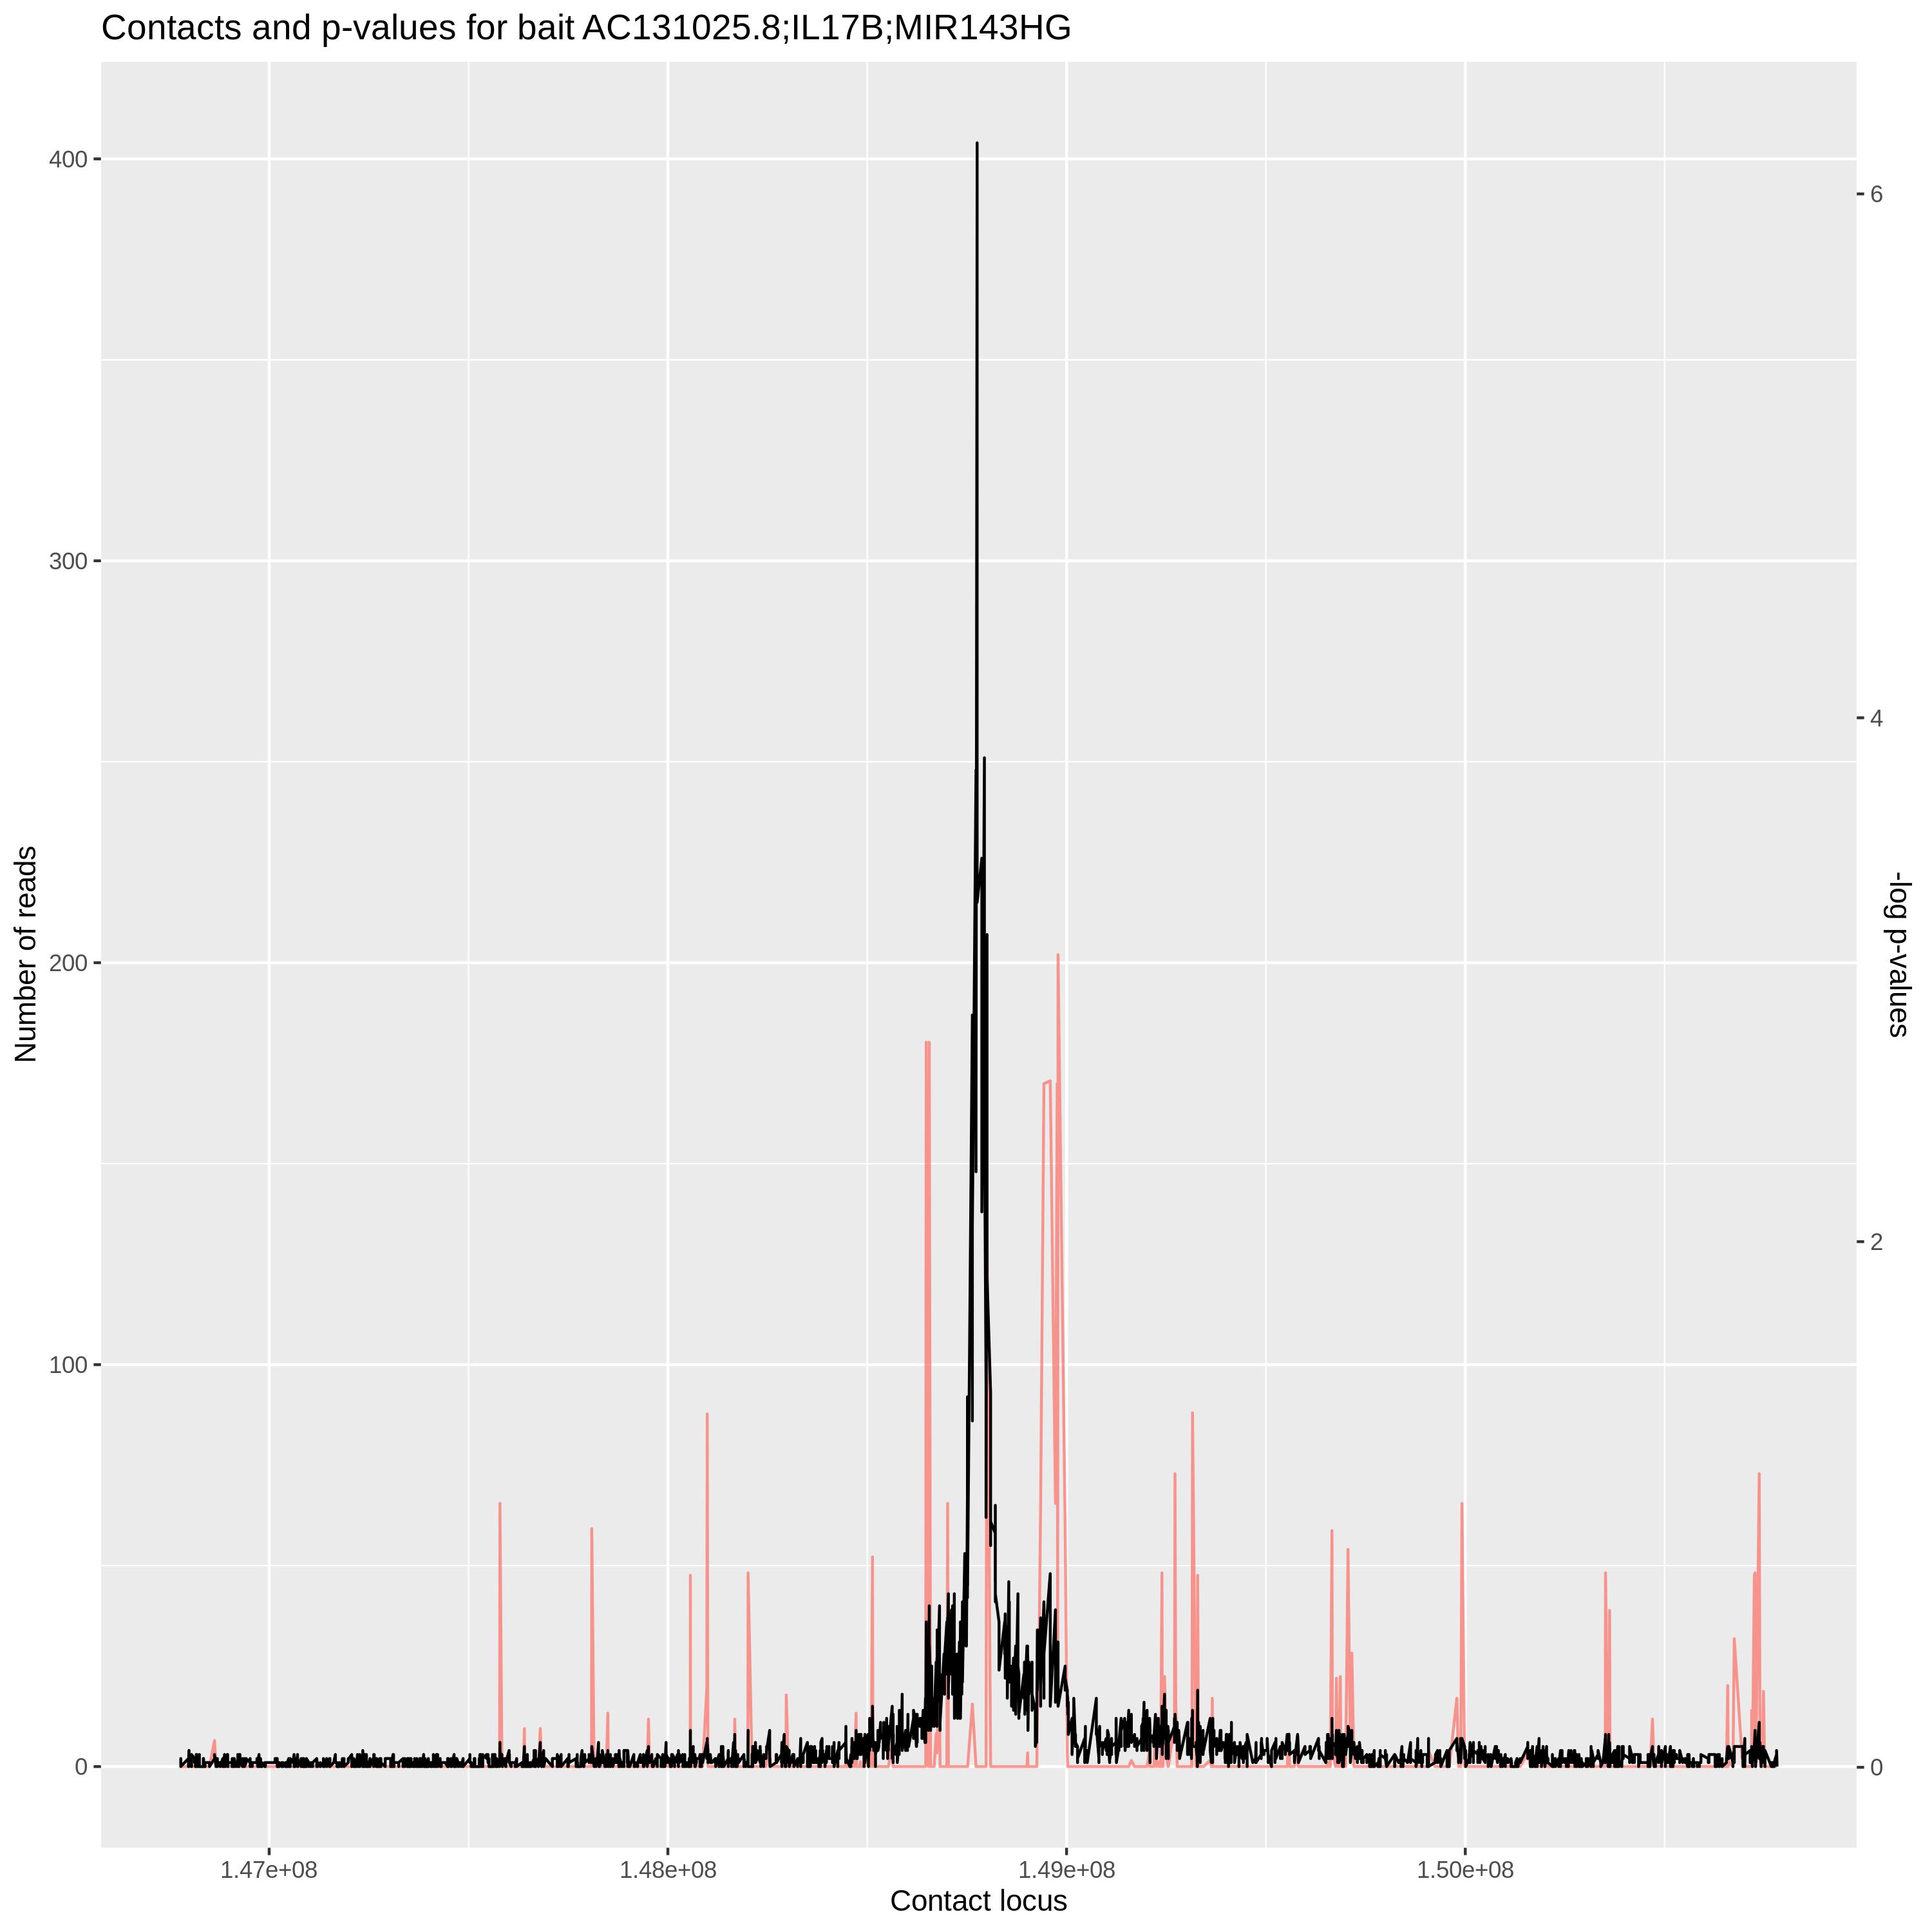 Contacts and p-values for bait AC131025.8;IL17B;MIR143HG
400
300
200
100
0
6
4
2
0
Number of reads
-log p-values
1.47e+08
1.48e+08
1.49e+08
1.50e+08
Contact locus